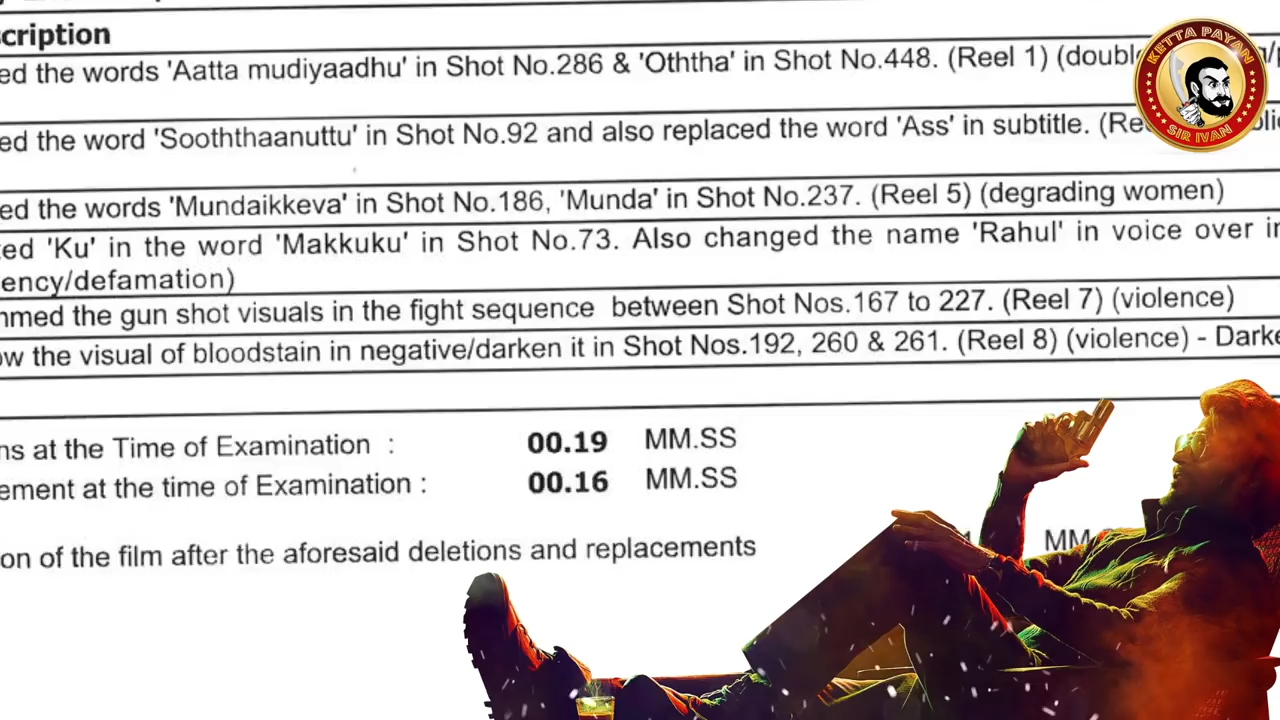 scription
ed the words 'Aatta mudiyaadhu' in Shot No.286 & 'Oththa' in Shot No.448. (Reel 1) (doubl
ed the word 'Sooththaanuttu' in Shot No.92 and also replaced the word 'Ass' in subtitle. (Re
ed the words 'Mundaikkeva' in Shot No.186, 'Munda' in Shot No.237. (Reel 5) (degrading women)
ted 'Ku' in the word 'Makkuku' in Shot No.73. Also changed the name 'Rahul' in voice over in
ency/defamation)
mmed the gun shot visuals in the fight sequence between Shot Nos.167 to 227. (Reel 7) (violence)
ow the visual of bloodstain in negative/darken it in Shot Nos.192, 260 & 261. (Reel 8) (violence) - Darke
ns at the Time of Examination : 00.19 MM.SS
ement at the time of Examination : 00.16 MM.SS
on of the film after the aforesaid deletions and replacements MM
KETTA PAYAN
SIR IVAN